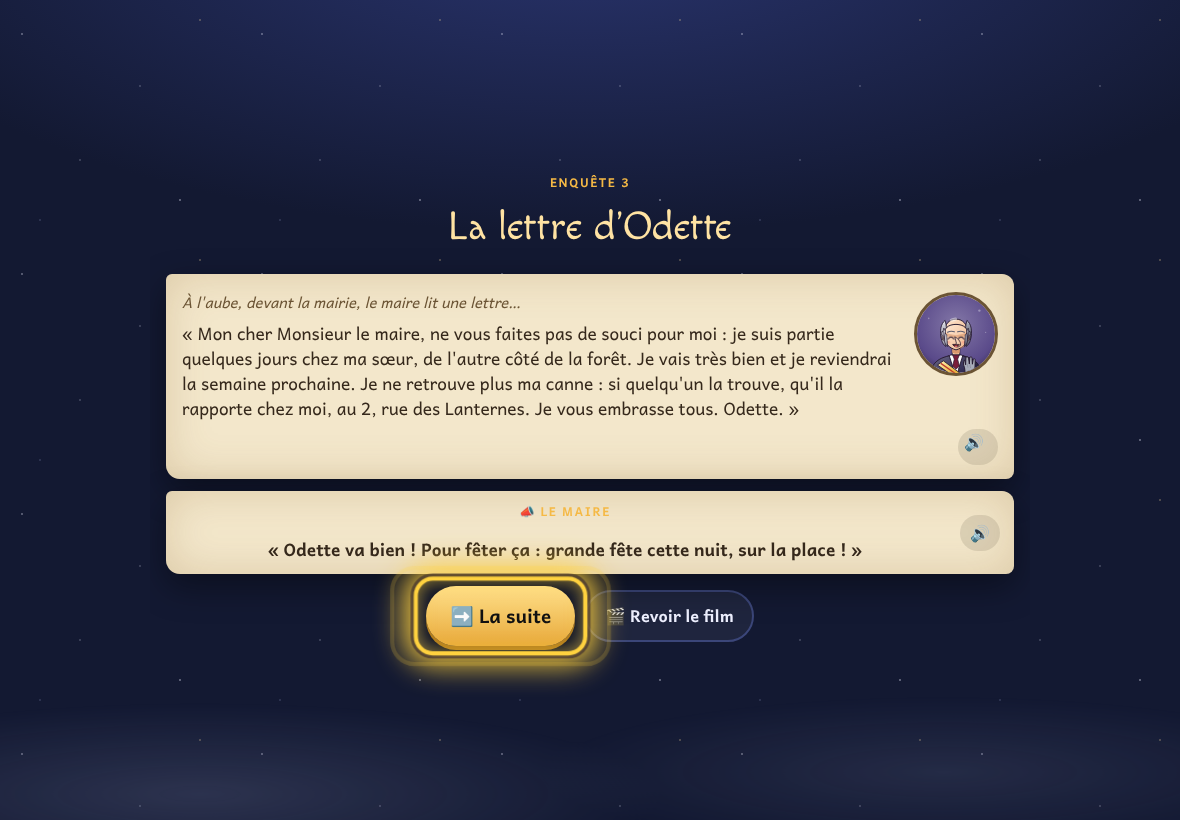 ENQUÊTE 3
La lettre d'Odette
À l'aube, devant la mairie, le maire lit une lettre…
« Mon cher Monsieur le maire, ne vous faites pas de souci pour moi : je suis partie
quelques jours chez ma sœur, de l'autre côté de la forêt. Je vais très bien et je reviendrai
la semaine prochaine. Je ne retrouve plus ma canne : si quelqu'un la trouve, qu'il la
rapporte chez moi, au 2, rue des Lanternes. Je vous embrasse tous. Odette. »
LE MAIRE
« Odette va bien ! Pour fêter ça : grande fête cette nuit, sur la place ! »
La suite
Revoir le film